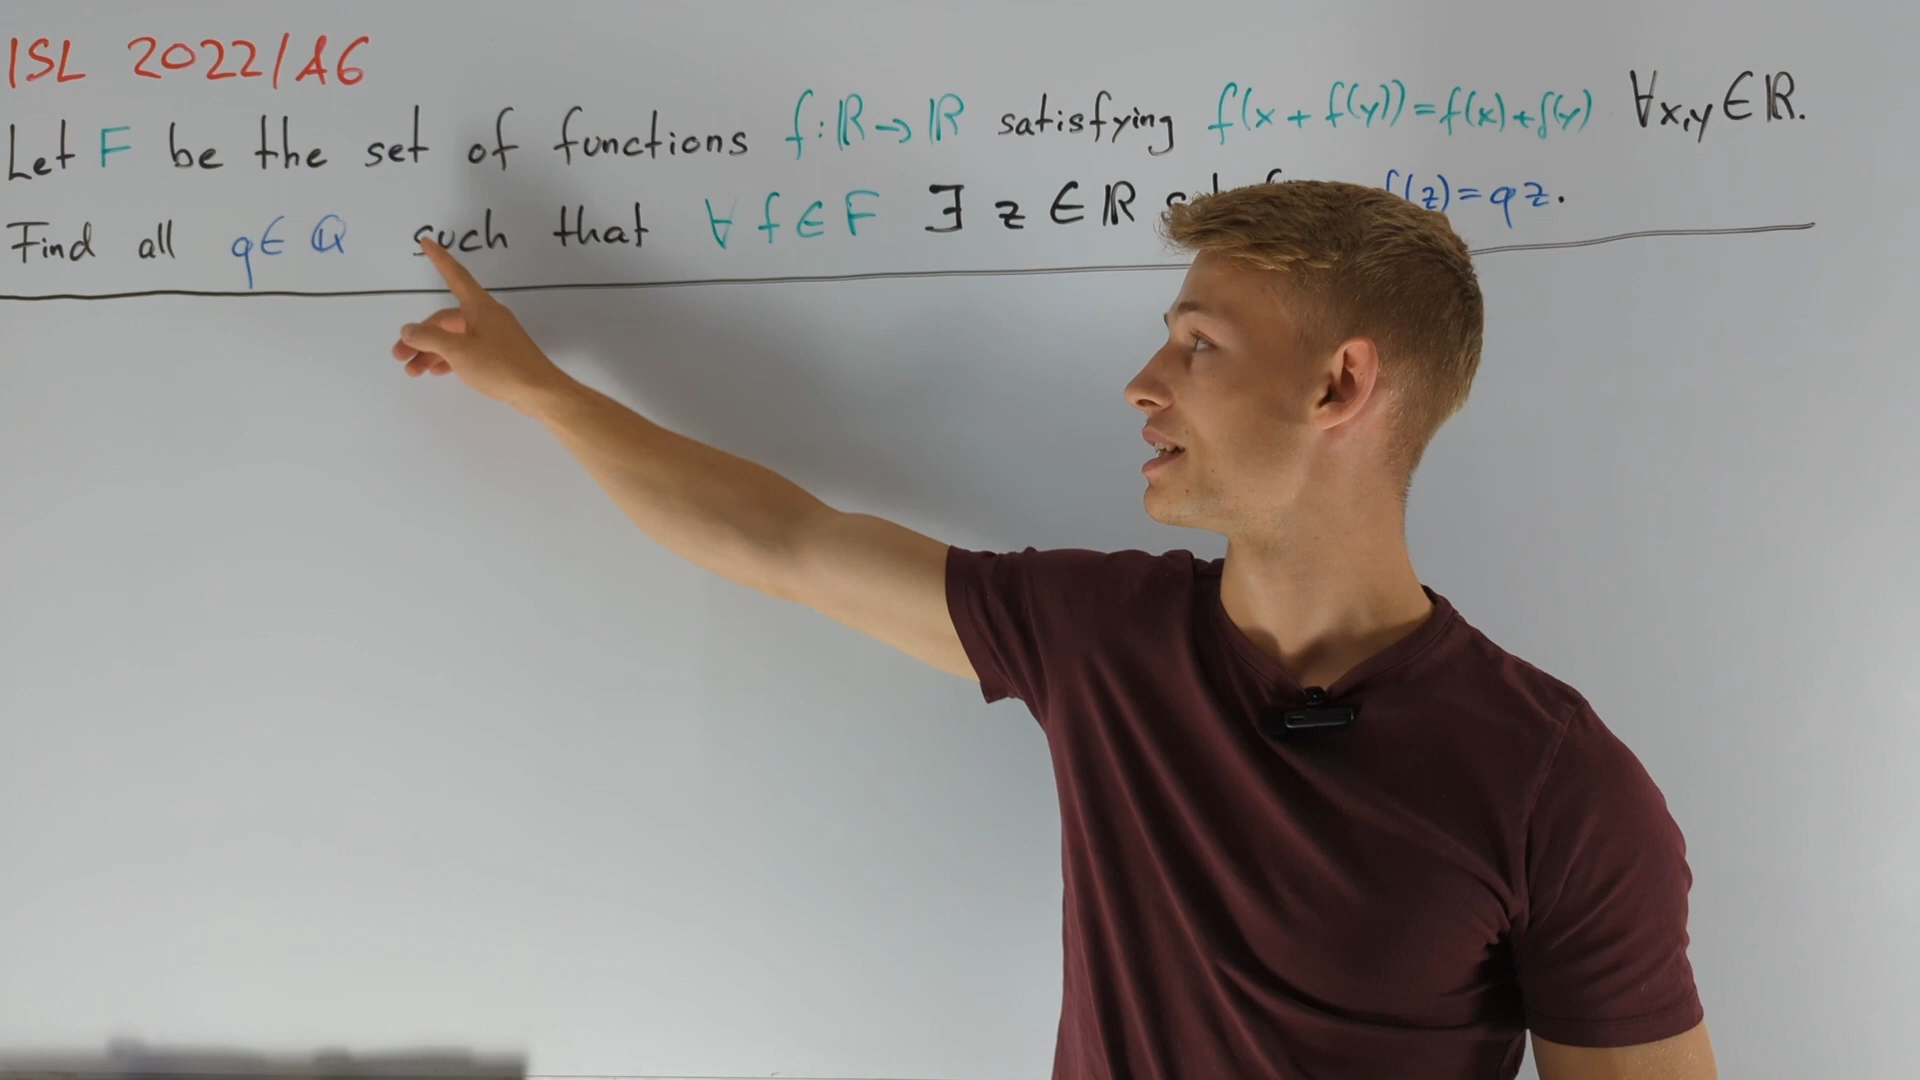 ISL 2022/A6
Let F be the set of functions f:ℝ→ℝ satisfying f(x + f(y)) = f(x) + f(y) ∀x,y∈ℝ.
Find all q∈ℚ such that ∀ f∈F ∃ z∈ℝ f(z)=qz.